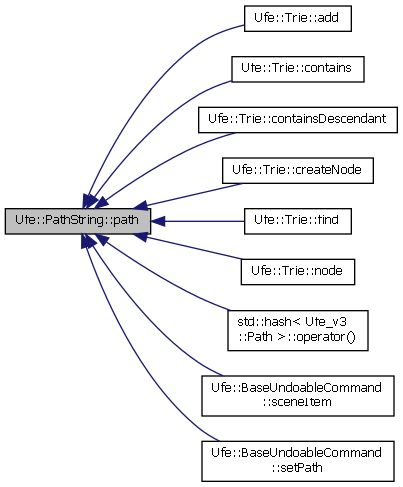 Ufe::Trie::add
Ufe::Trie::contains
Ufe::Trie::containsDescendant
Ufe::Trie::createNode
Ufe::PathString::path
Ufe::Trie::find
Ufe::Trie::node
std::hash< Ufe_v3
::Path >::operator()
Ufe::BaseUndoableCommand
::sceneItem
Ufe::BaseUndoableCommand
::setPath